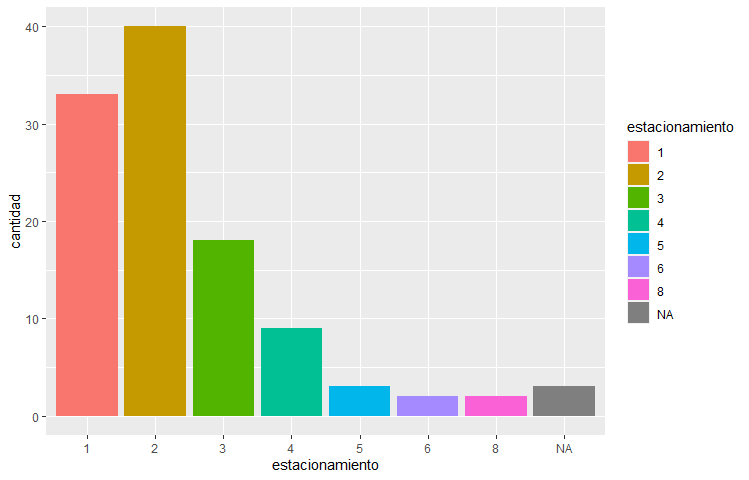 40
30
20
10
0
cantidad
1 2 3 4 5 6 8 NA
estacionamiento
estacionamiento
1
2
3
4
5
6
8
NA